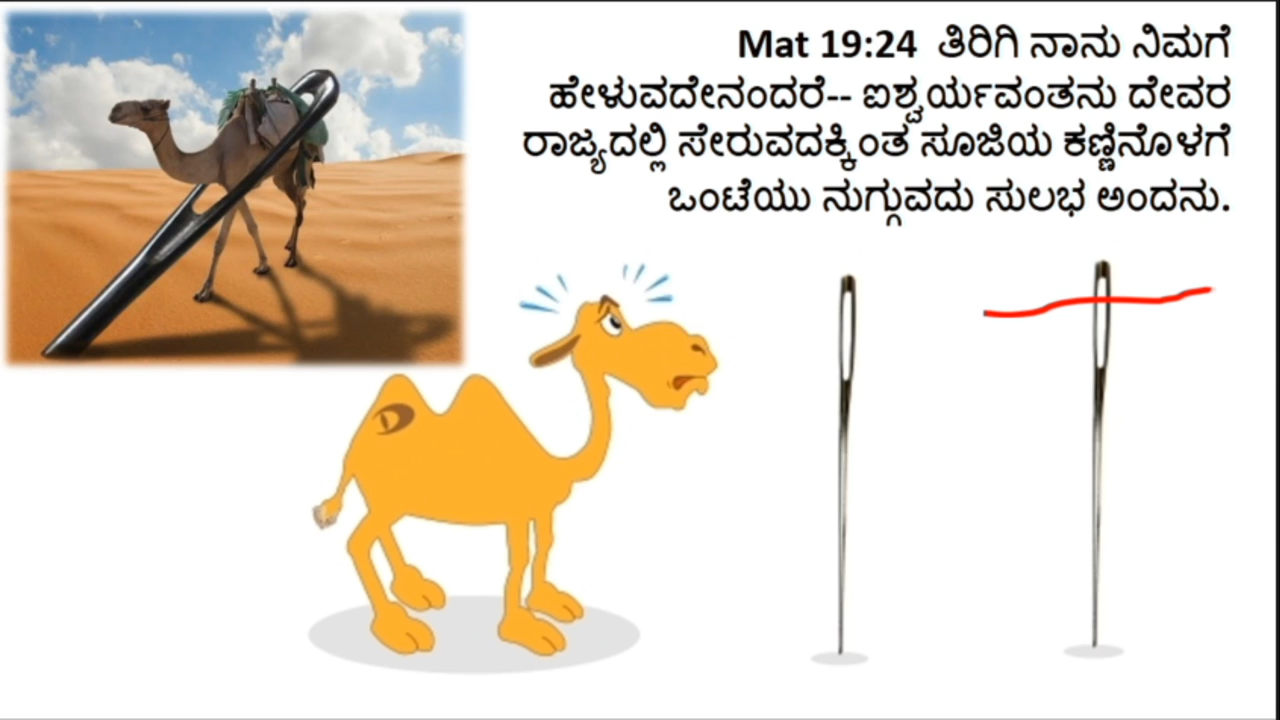 Mat 19:24 ತಿರಿಗಿ ನಾನು ನಿಮಗೆ
ಹೇಳುವದೇನಂದರೆ-- ಐಶ್ವರ್ಯವಂತನು ದೇವರ
ರಾಜ್ಯದಲ್ಲಿ ಸೇರುವದಕ್ಕಿಂತ ಸೂಜಿಯ ಕಣ್ಣಿನೊಳಗೆ
ಒಂಟೆಯು ನುಗ್ಗುವದು ಸುಲಭ ಅಂದನು.